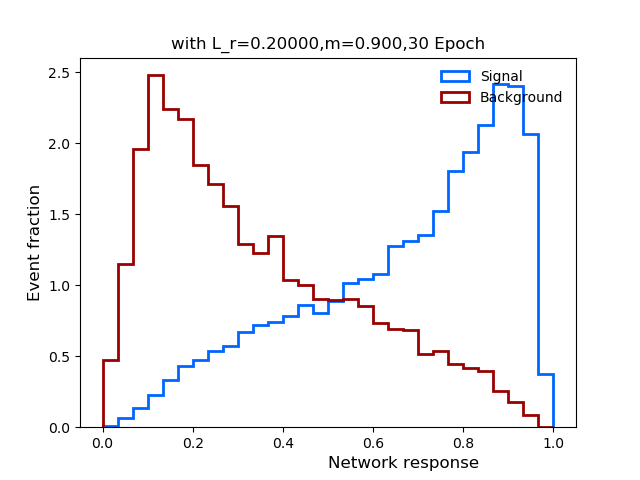 with L_r=0.20000,m=0.900,30 Epoch
Signal
Background
Event fraction
2.5
2.0
1.5
1.0
0.5
0.0
0.0 0.2 0.4 0.6 0.8 1.0
Network response